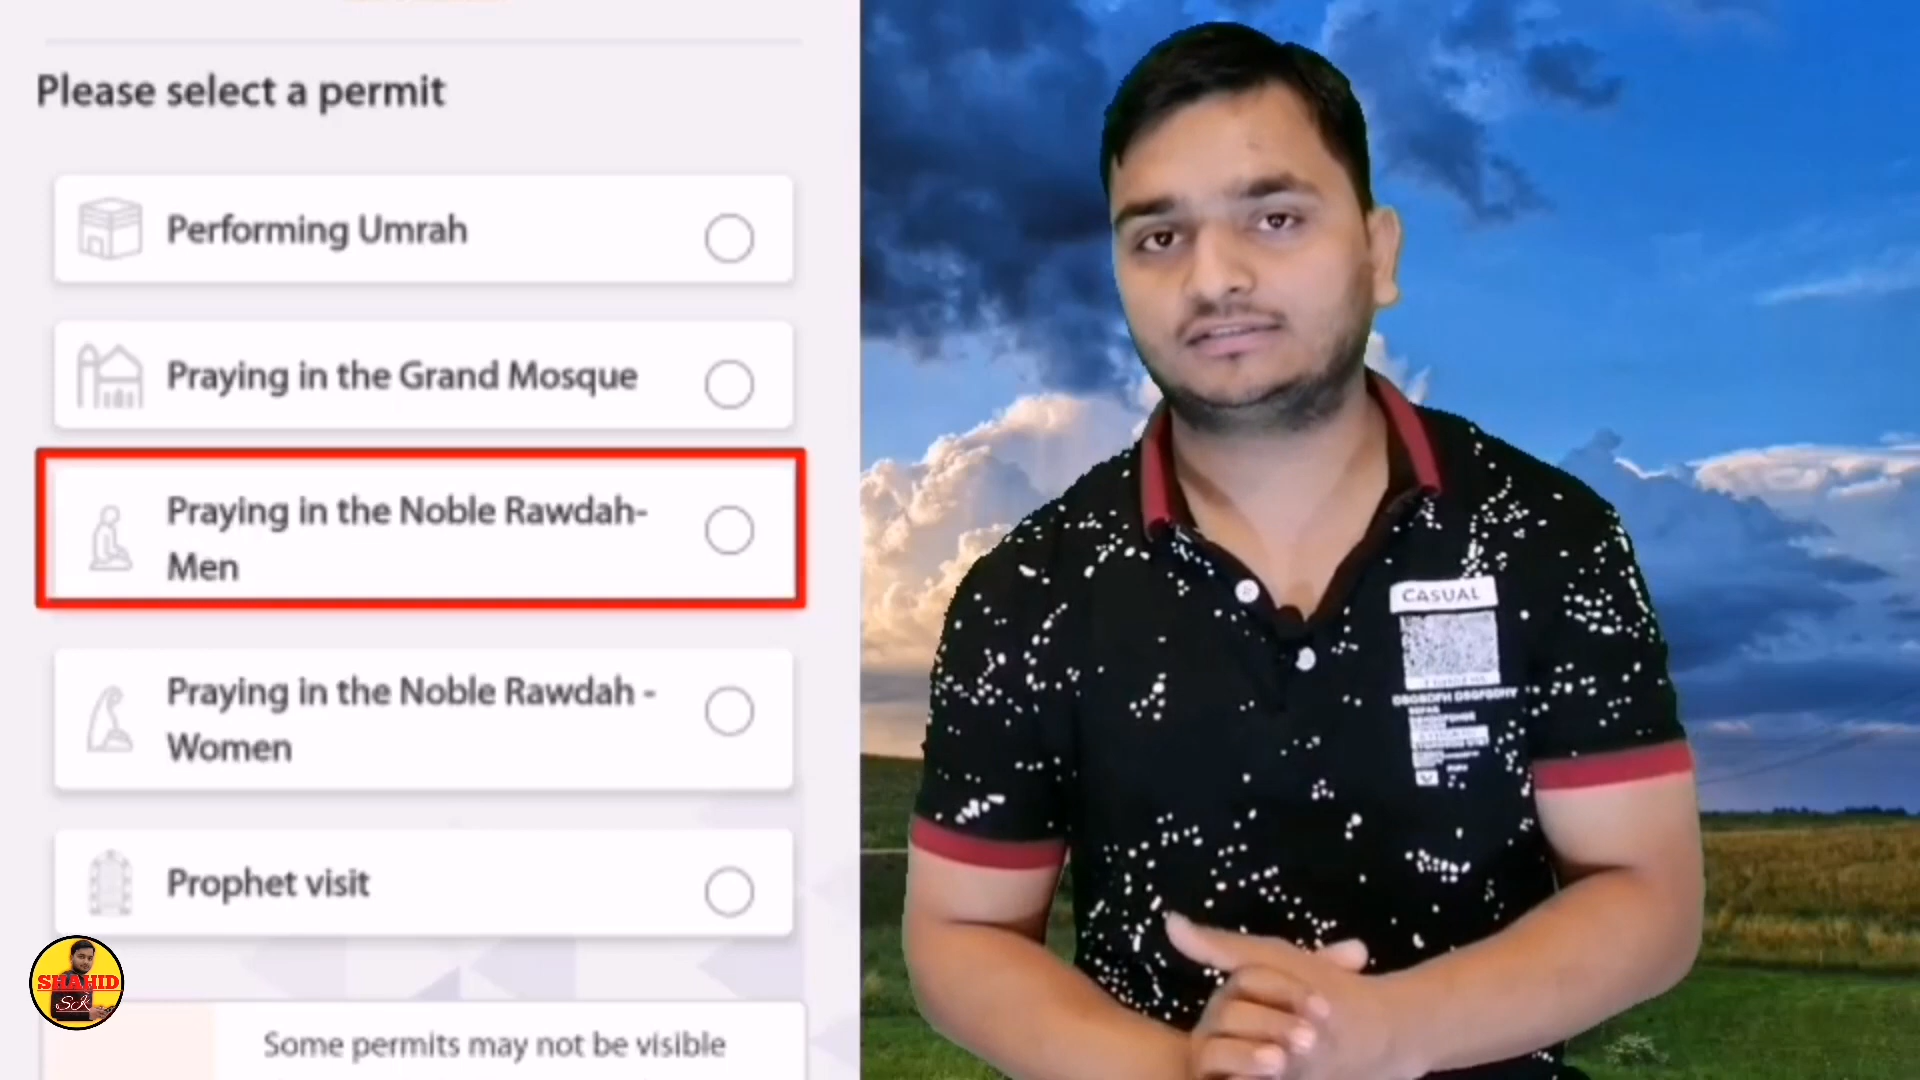 Please select a permit
Performing Umrah
Praying in the Grand Mosque
Praying in the Noble Rawdah-
Men
Praying in the Noble Rawdah -
Women
Prophet visit
SHAHID
SK
Some permits may not be visible
CASUAL